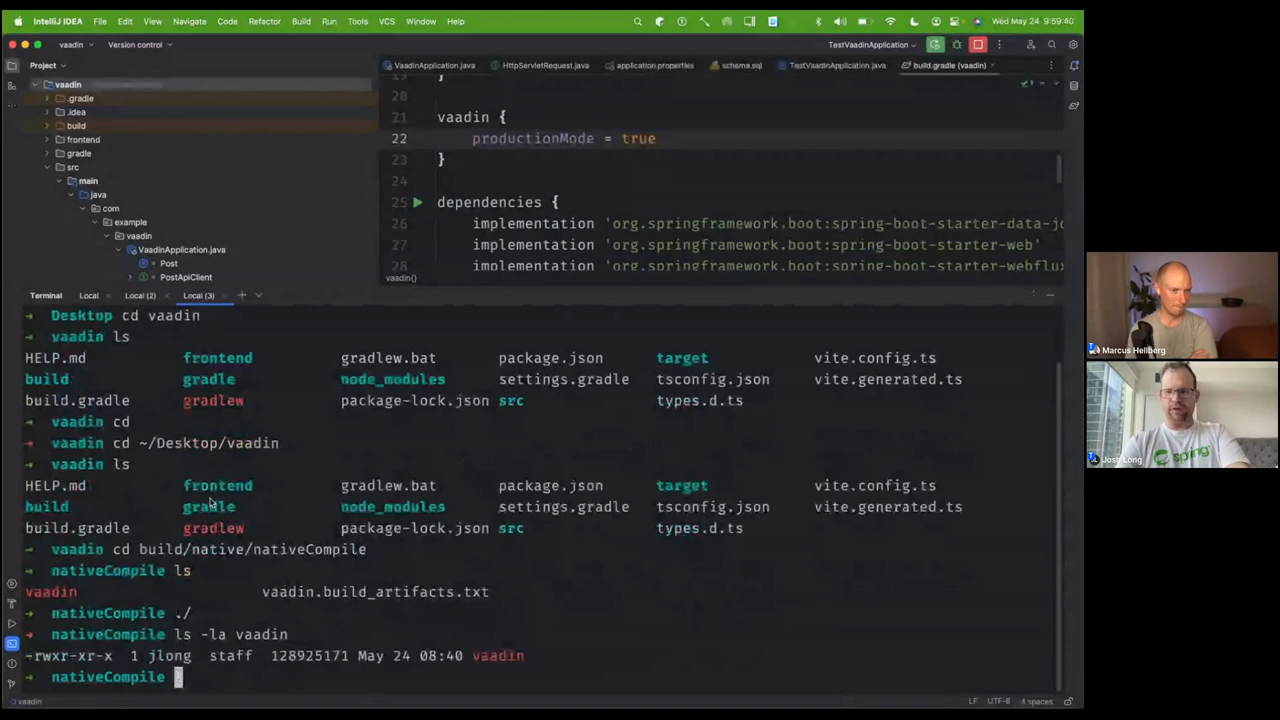 IntelliJ IDEA File Edit View Navigate Code Refactor Build Run Tools VCS Window Help Wed May 24 9:59:40
vaadin Version control TestVaadinApplication
Project
VaadinApplication.java HttpServletRequest.java application.properties schema.sql TestVaadinApplication.java build.gradle (vaadin)
vaadin
.gradle
.idea
build
frontend
gradle
src
main
java
com
example
vaadin
VaadinApplication.java
Post
PostApiClient
19 }
20
21 vaadin {
22 productionMode = true
23 }
24
25 dependencies {
26 implementation 'org.springframework.boot:spring-boot-starter-data-jd
27 implementation 'org.springframework.boot:spring-boot-starter-web'
28 implementation 'org.springframework.boot:spring-boot-starter-webflux
vaadin{}
Terminal Local Local (2) Local (3)
→ Desktop cd vaadin
→ vaadin ls
HELP.md frontend gradlew.bat package.json target vite.config.ts
build gradle node_modules settings.gradle tsconfig.json vite.generated.ts
build.gradle gradlew package-lock.json src types.d.ts
→ vaadin cd
→ vaadin cd ~/Desktop/vaadin
→ vaadin ls
HELP.md frontend gradlew.bat package.json target vite.config.ts
build gradle node_modules settings.gradle tsconfig.json vite.generated.ts
build.gradle gradlew package-lock.json src types.d.ts
→ vaadin cd build/native/nativeCompile
→ nativeCompile ls
vaadin vaadin.build_artifacts.txt
→ nativeCompile ./
→ nativeCompile ls -la vaadin
-rwxr-xr-x 1 jlong staff 128925171 May 24 08:40 vaadin
→ nativeCompile
vaadin LF UTF-8 4 spaces
Marcus Hellberg
Josh Long
spring